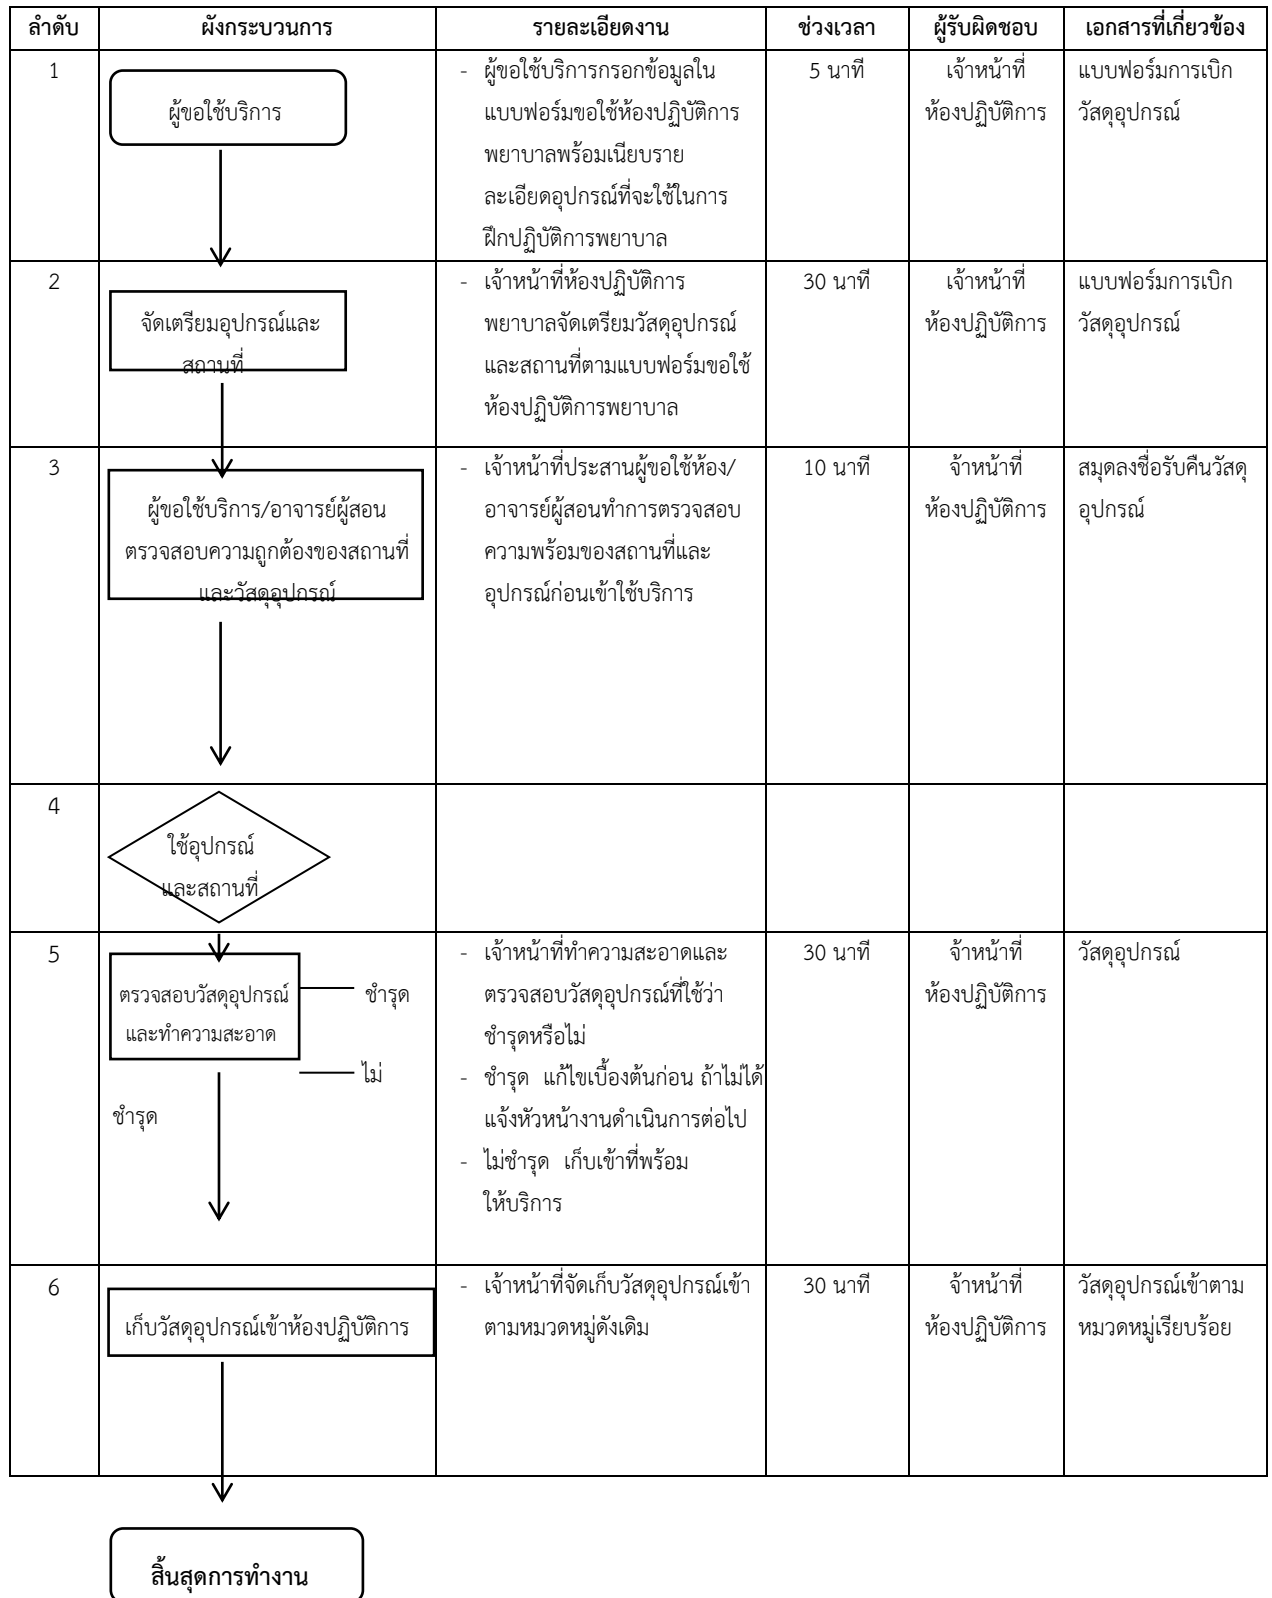 ลำดับ ผังกระบวนการ รายละเอียดงาน ช่วงเวลา ผู้รับผิดชอบ เอกสารที่เกี่ยวข้อง
1
ผู้ขอใช้บริการ
- ผู้ขอใช้บริการกรอกข้อมูลใน
แบบฟอร์มขอใช้ห้องปฏิบัติการ
พยาบาลพร้อมเนียบราย
ละเอียดอุปกรณ์ที่จะใช้ในการ
ฝึกปฏิบัติการพยาบาล
5 นาที
เจ้าหน้าที่
ห้องปฏิบัติการ
แบบฟอร์มการเบิก
วัสดุอุปกรณ์
2
จัดเตรียมอุปกรณ์และ
สถานที่
- เจ้าหน้าที่ห้องปฏิบัติการ
พยาบาลจัดเตรียมวัสดุอุปกรณ์
และสถานที่ตามแบบฟอร์มขอใช้
ห้องปฏิบัติการพยาบาล
30 นาที
เจ้าหน้าที่
ห้องปฏิบัติการ
แบบฟอร์มการเบิก
วัสดุอุปกรณ์
3
ผู้ขอใช้บริการ/อาจารย์ผู้สอน
ตรวจสอบความถูกต้องของสถานที่
และวัสดุอุปกรณ์
- เจ้าหน้าที่ประสานผู้ขอใช้ห้อง/
อาจารย์ผู้สอนทำการตรวจสอบ
ความพร้อมของสถานที่และ
อุปกรณ์ก่อนเข้าใช้บริการ
10 นาที
จ้าหน้าที่
ห้องปฏิบัติการ
สมุดลงชื่อรับคืนวัสดุ
อุปกรณ์
4
ใช้อุปกรณ์
และสถานที่
5
ตรวจสอบวัสดุอุปกรณ์
และทำความสะอาด
ชำรุด
ไม่
ชำรุด
- เจ้าหน้าที่ทำความสะอาดและ
ตรวจสอบวัสดุอุปกรณ์ที่ใช้ว่า
ชำรุดหรือไม่
- ชำรุด แก้ไขเบื้องต้นก่อน ถ้าไม่ได้
แจ้งหัวหน้างานดำเนินการต่อไป
- ไม่ชำรุด เก็บเข้าที่พร้อม
ให้บริการ
30 นาที
จ้าหน้าที่
ห้องปฏิบัติการ
วัสดุอุปกรณ์
6
เก็บวัสดุอุปกรณ์เข้าห้องปฏิบัติการ
- เจ้าหน้าที่จัดเก็บวัสดุอุปกรณ์เข้า
ตามหมวดหมู่ดังเดิม
30 นาที
จ้าหน้าที่
ห้องปฏิบัติการ
วัสดุอุปกรณ์เข้าตาม
หมวดหมู่เรียบร้อย
สิ้นสุดการทำงาน